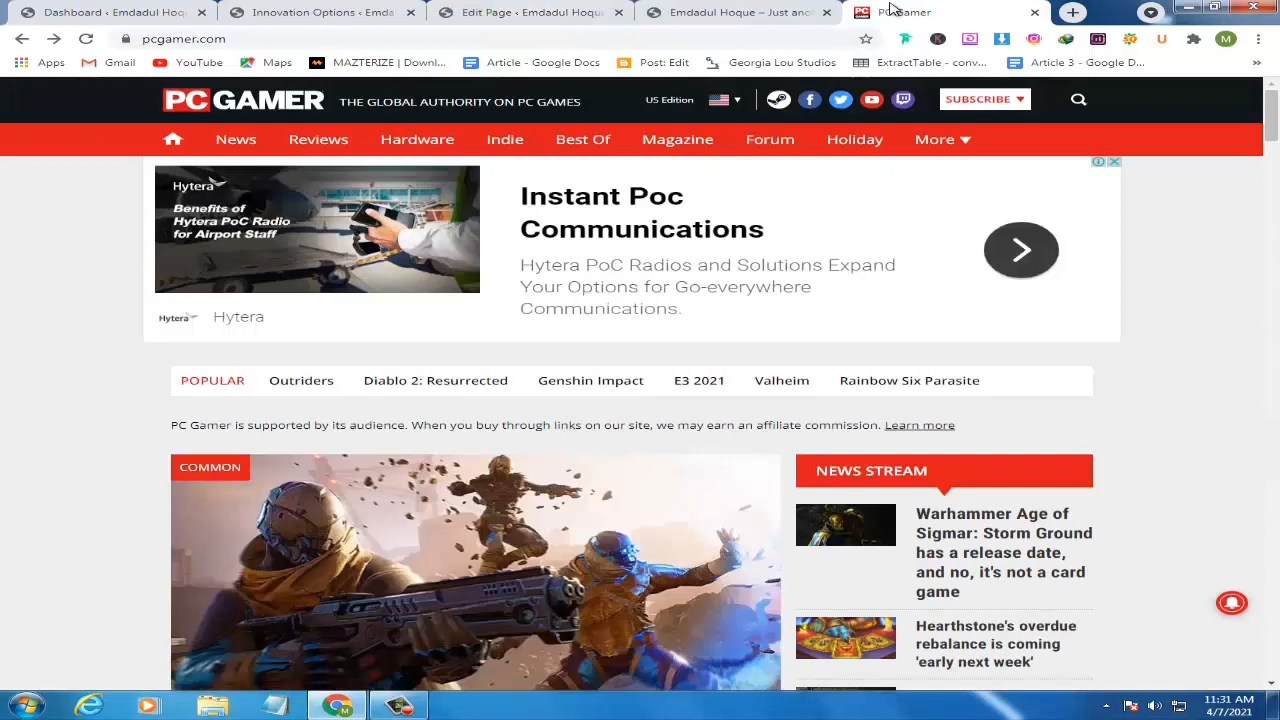 Dashboard ‹ Emdadul Hoq
Innovation Options ‹ Emda
Edit Page ‹ Emdadul Hoque
Emdadul Hoque – Just anot
PC Gamer
pcgamer.com
M
Apps
Gmail
YouTube
Maps
MAZTERIZE | Downl...
Article - Google Docs
Post Edit
Georgia Lou Studios
ExtractTable - conv...
Article 3 - Google D...
»
PC GAMER
THE GLOBAL AUTHORITY ON PC GAMES
US Edition
SUBSCRIBE
News
Reviews
Hardware
Indie
Best Of
Magazine
Forum
Holiday
More
Hytera
Benefits of
Hytera PoC Radio
for Airport Staff
Instant Poc
Communications
Hytera PoC Radios and Solutions Expand
Your Options for Go-everywhere
Communications.
Hytera
Hytera
POPULAR
Outriders
Diablo 2: Resurrected
Genshin Impact
E3 2021
Valheim
Rainbow Six Parasite
PC Gamer is supported by its audience. When you buy through links on our site, we may earn an affiliate commission. Learn more
COMMON
NEWS STREAM
Warhammer Age of
Sigmar: Storm Ground
has a release date,
and no, it's not a card
game
Hearthstone's overdue
rebalance is coming
'early next week'
11:31 AM
4/7/2021